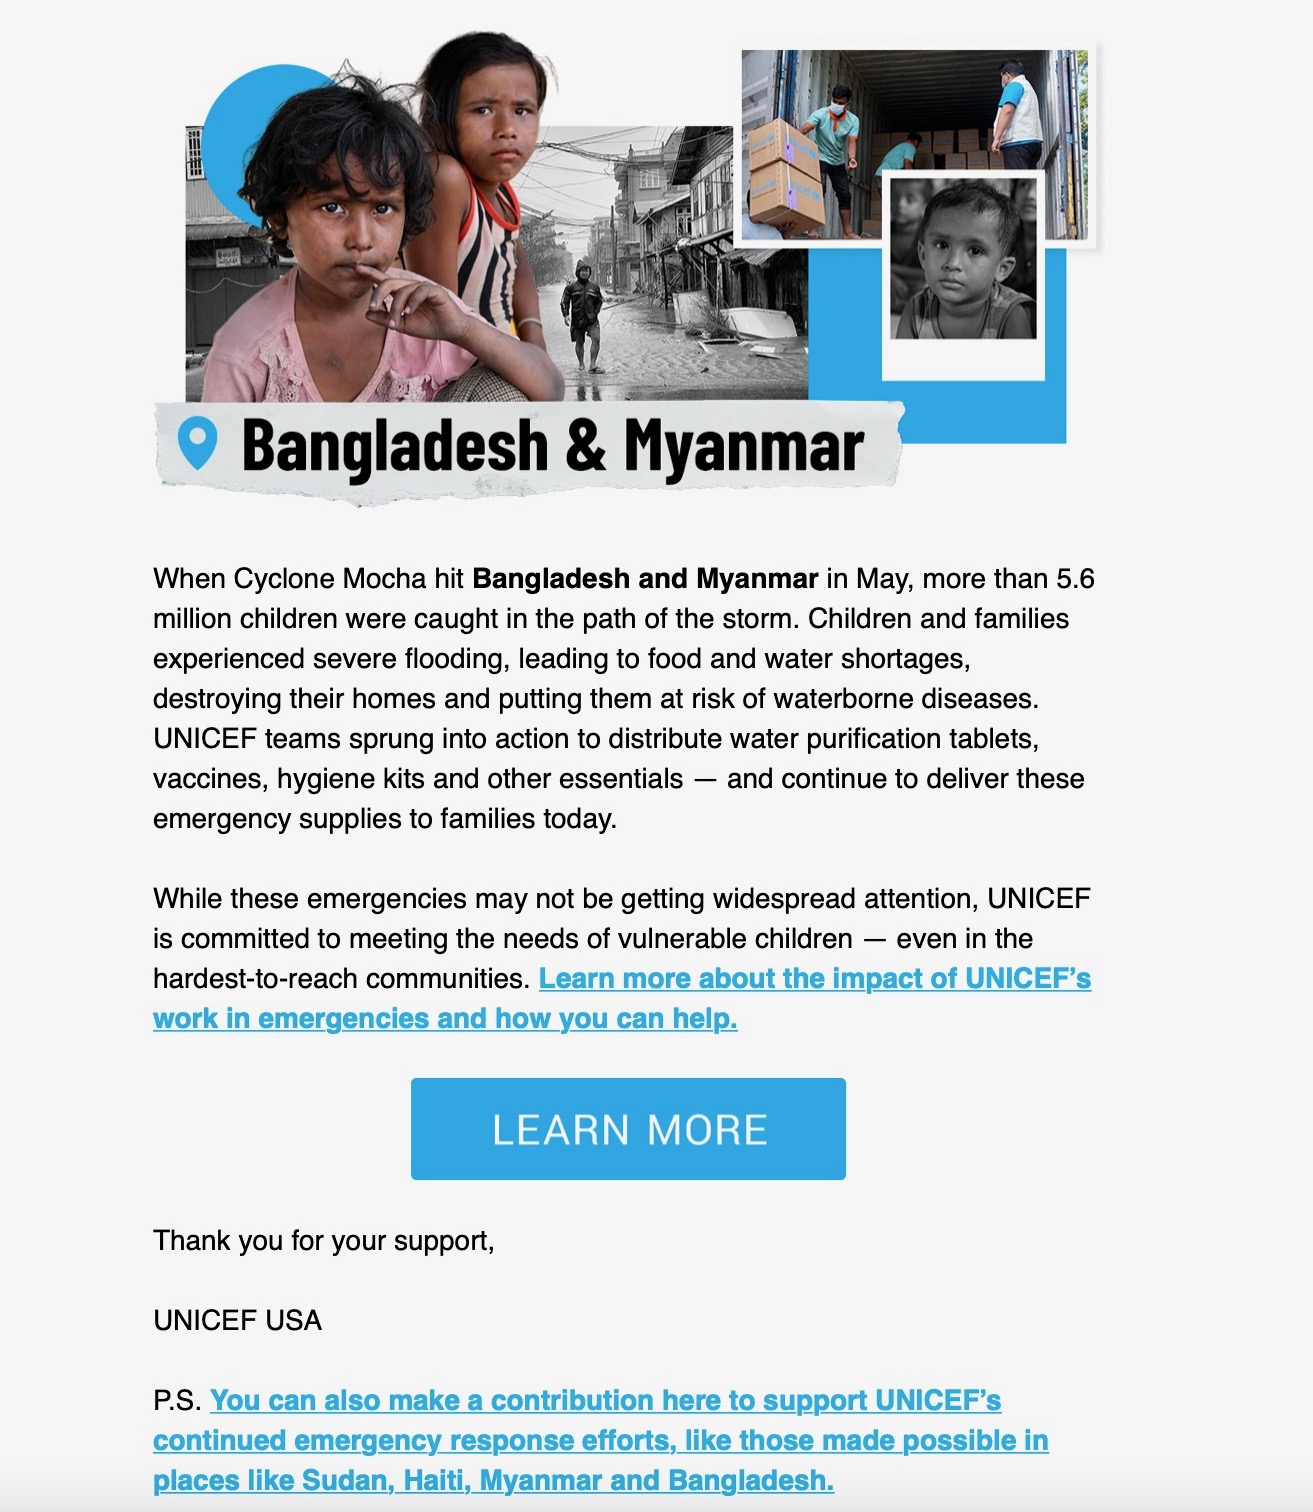 Bangladesh & Myanmar
When Cyclone Mocha hit Bangladesh and Myanmar in May, more than 5.6
million children were caught in the path of the storm. Children and families
experienced severe flooding, leading to food and water shortages,
destroying their homes and putting them at risk of waterborne diseases.
UNICEF teams sprung into action to distribute water purification tablets,
vaccines, hygiene kits and other essentials — and continue to deliver these
emergency supplies to families today.
While these emergencies may not be getting widespread attention, UNICEF
is committed to meeting the needs of vulnerable children — even in the
hardest-to-reach communities. Learn more about the impact of UNICEF’s
work in emergencies and how you can help.
LEARN MORE
Thank you for your support,
UNICEF USA
P.S. You can also make a contribution here to support UNICEF’s
continued emergency response efforts, like those made possible in
places like Sudan, Haiti, Myanmar and Bangladesh.